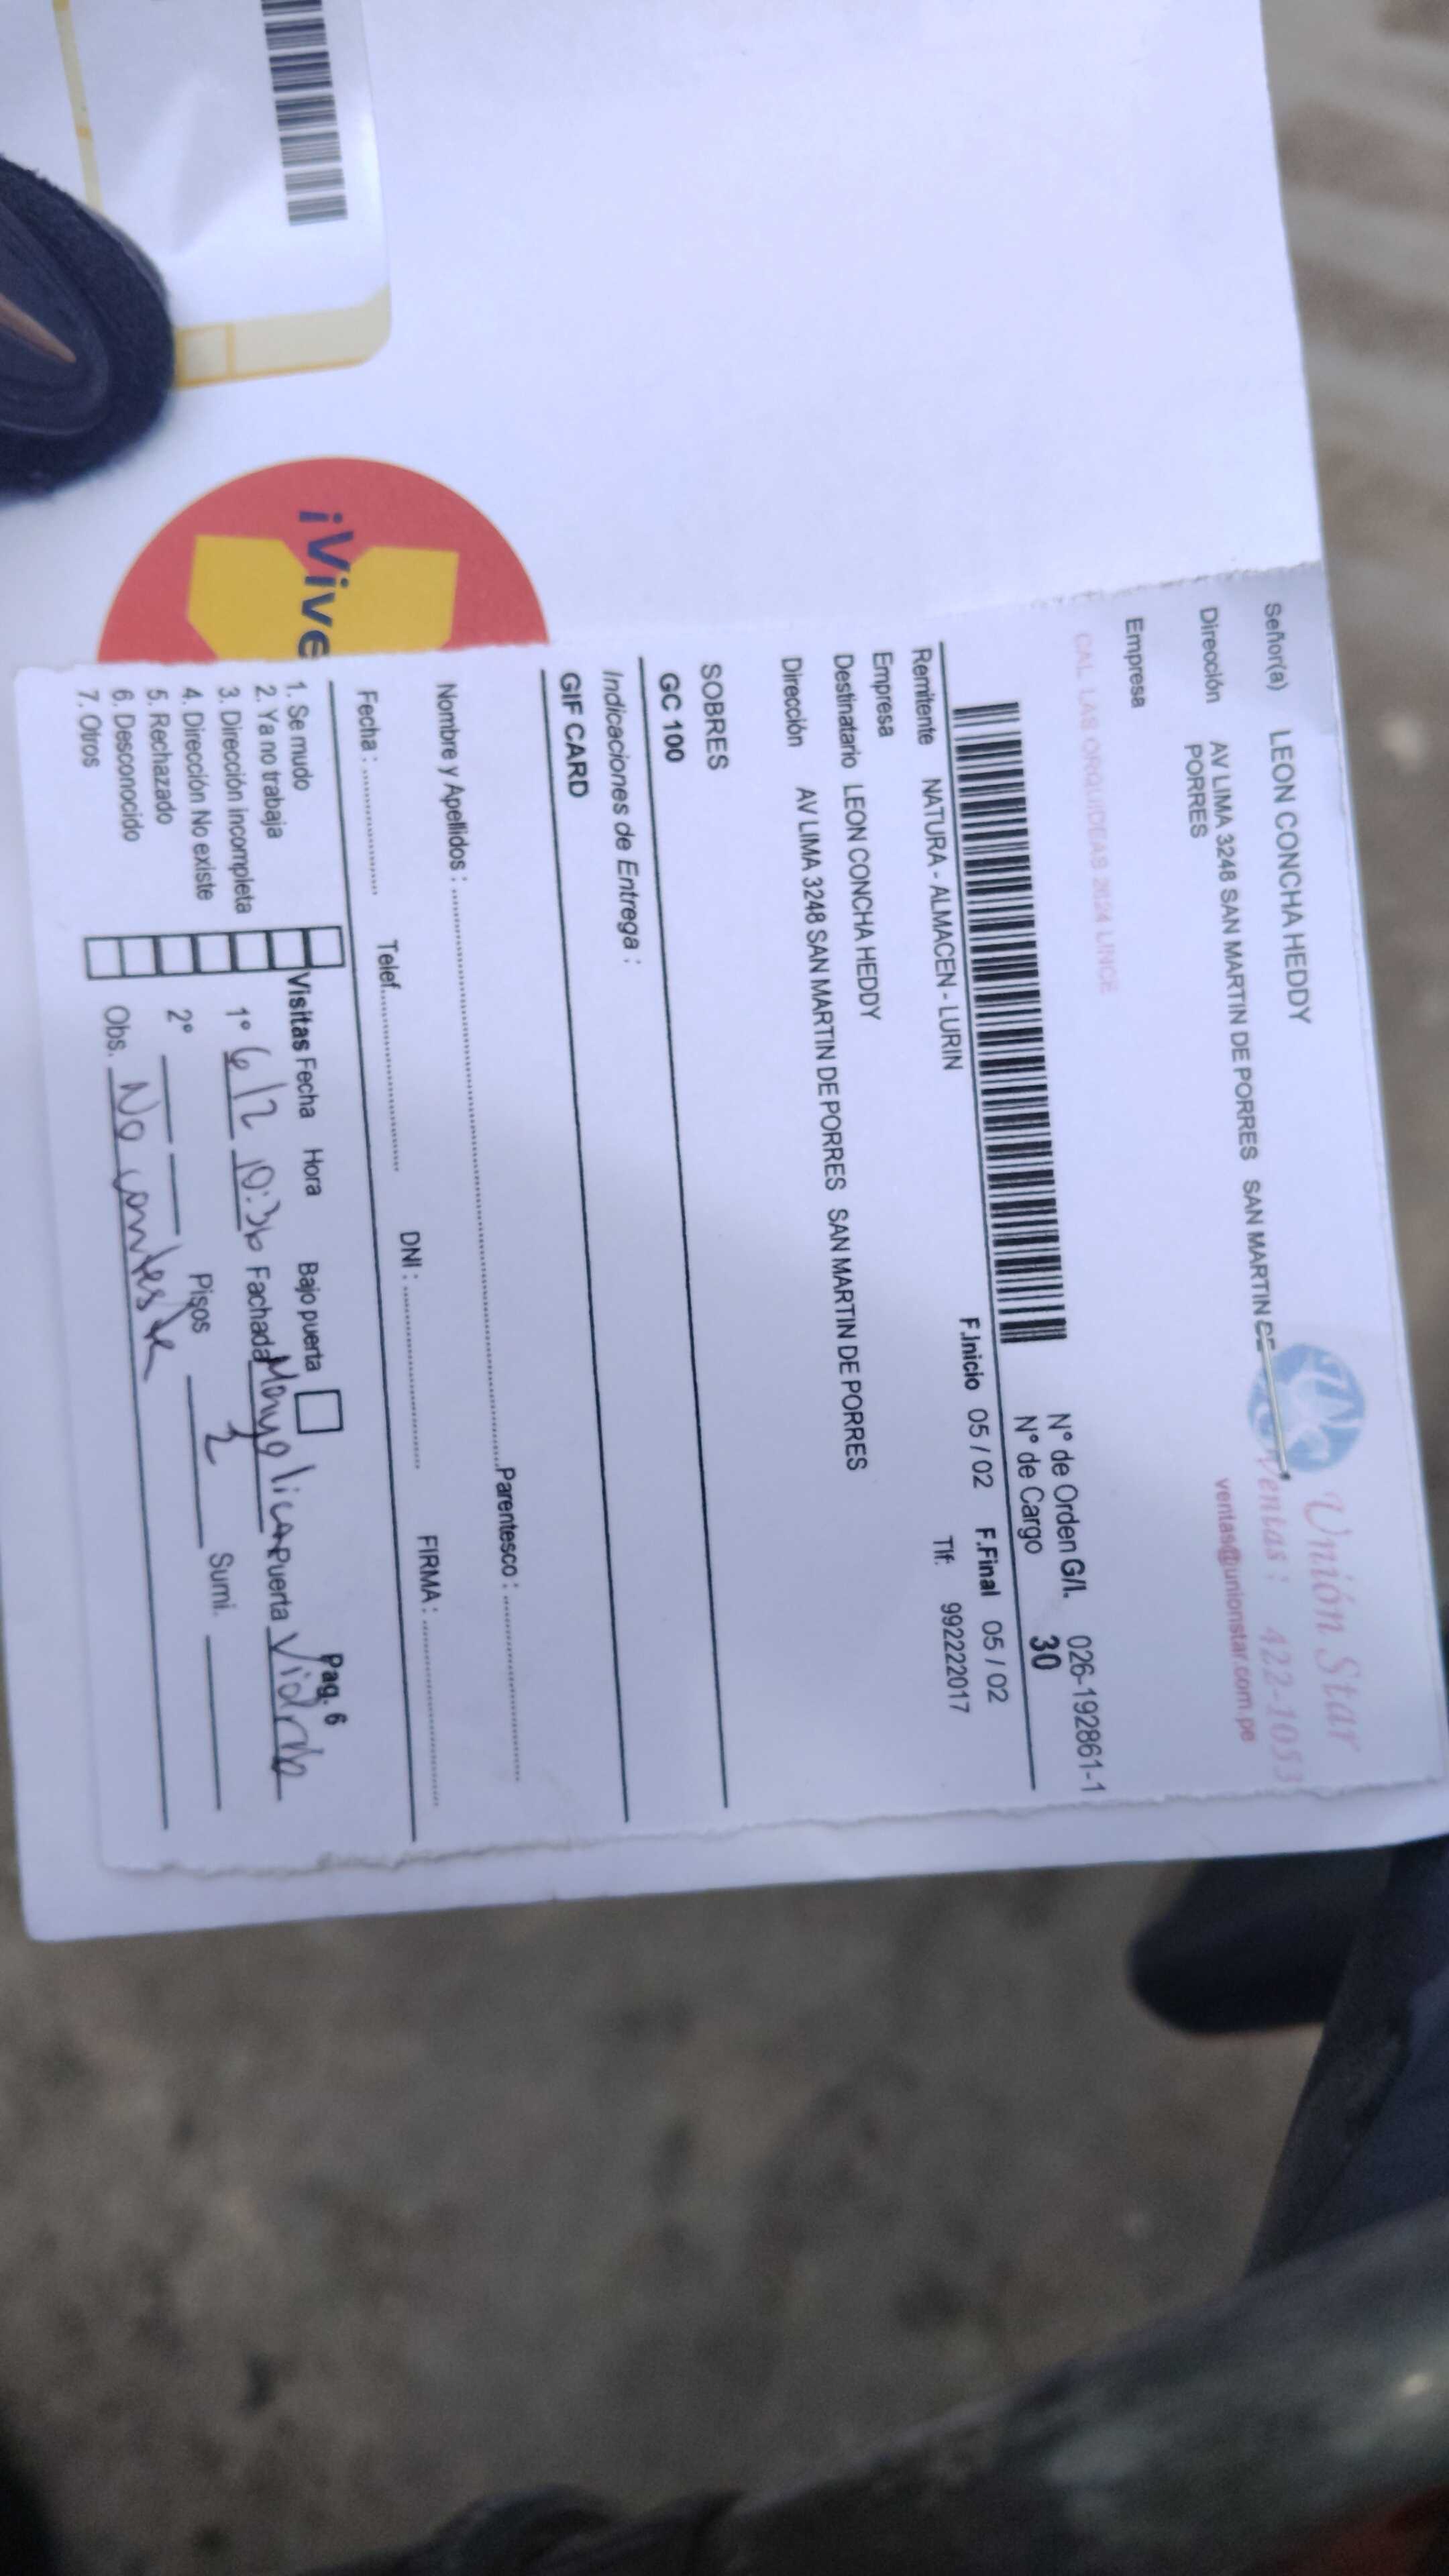 Unión Star
Ventas : 422-1053
ventas@unionstar.com.pe
Señor(a) LEON CONCHA HEDDY
Dirección AV LIMA 3248 SAN MARTIN DE PORRES SAN MARTIN DE
PORRES
Empresa
CAL LAS ORQUIDEAS 2624 LINCE
N° de Orden G/I. 026-192861-1
N° de Cargo 30
Remitente NATURA - ALMACEN - LURIN F.Inicio 05 / 02 F.Final 05 / 02
Empresa Tlf: 992222017
Destinatario LEON CONCHA HEDDY
Dirección AV LIMA 3248 SAN MARTIN DE PORRES SAN MARTIN DE PORRES
SOBRES
GC 100
Indicaciones de Entrega :
GIF CARD
Nombre y Apellidos : Parentesco :
Fecha : Telef. DNI : FIRMA :
Pag. 6
1. Se mudo
2. Ya no trabaja
3. Dirección incompleta
4. Dirección No existe
5. Rechazado
6. Desconocido
7. Otros
Visitas Fecha Hora Bajo puerta
1° 6/2 10:36 Fachada Mayolica Puerta Vidrio
2° Pisos 2 Sumi.
Obs. No contesta
¡Vive